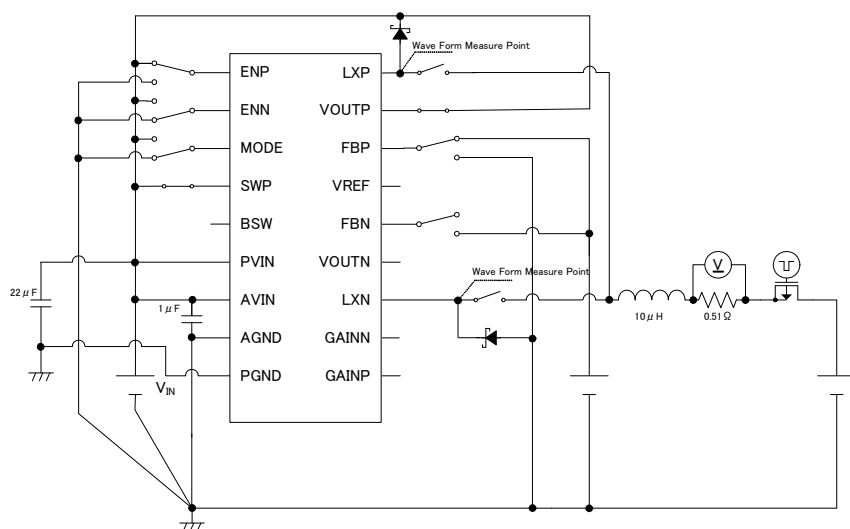 Wave Form Measure Point
ENP
LXP
ENN
VOUTP
MODE
FBP
SWP
VREF
BSW
FBN
PVIN
VOUTN
Wave Form Measure Point
V
22μF
1μF
AVIN
LXN
10μH
0.51Ω
AGND
GAINN
VIN
PGND
GAINP